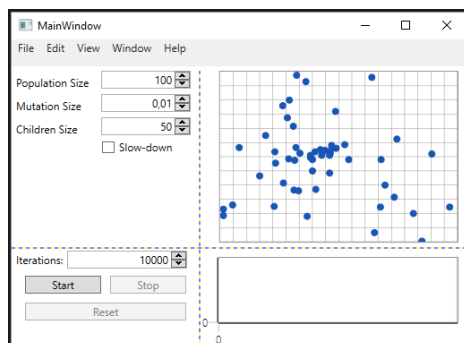 MainWindow
File Edit View Window Help
Population Size 100
Mutation Size 0,01
Children Size 50
Slow-down
Iterations: 10000
Start Stop
Reset
0
0